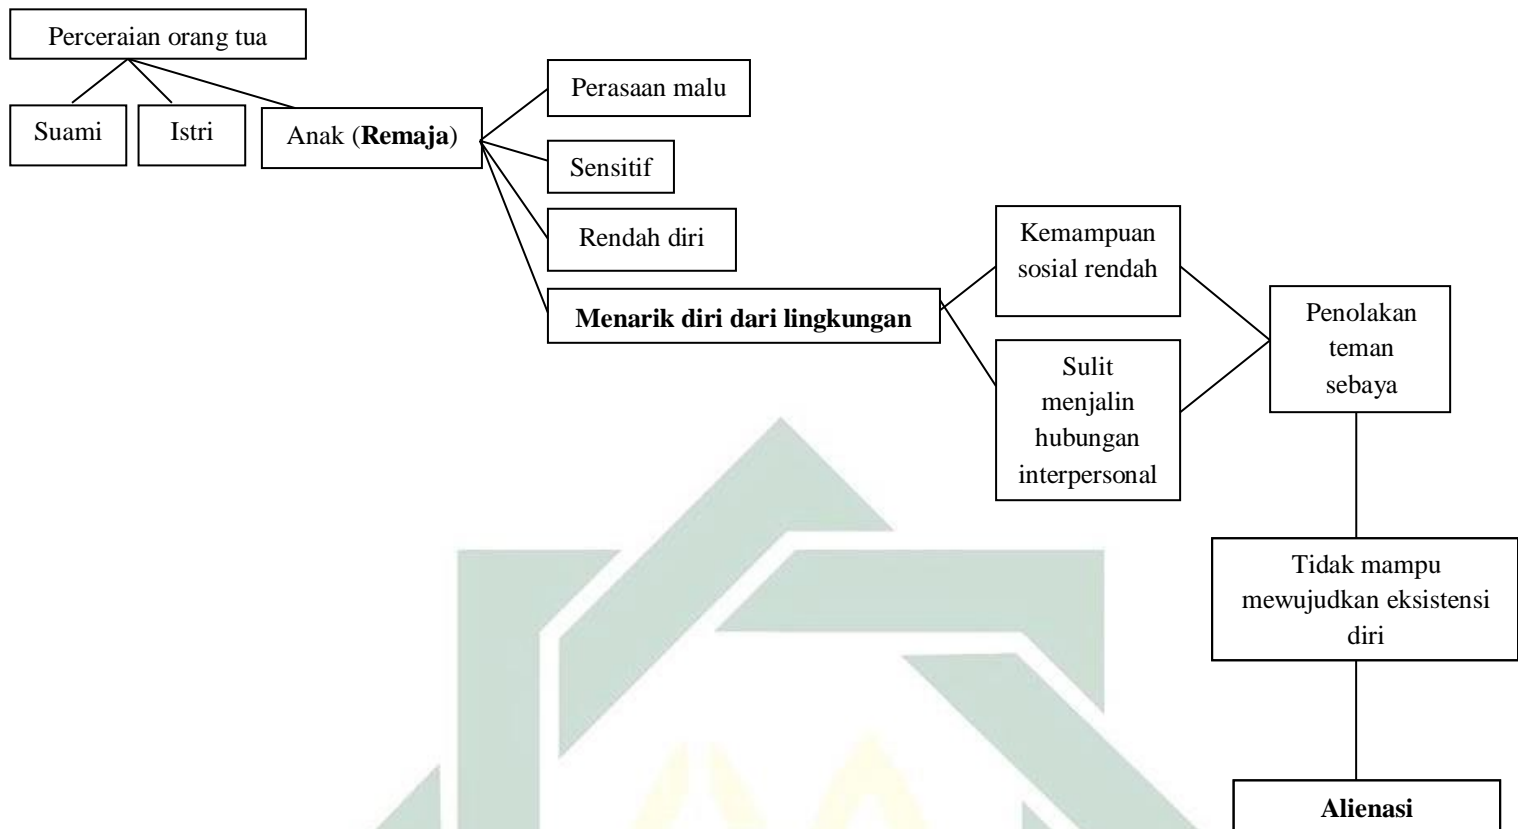 Perceraian orang tua
Suami
Istri
Anak (Remaja)
Perasaan malu
Sensitif
Rendah diri
Menarik diri dari lingkungan
Kemampuan
sosial rendah
Sulit
menjalin
hubungan
interpersonal
Penolakan
teman
sebaya
Tidak mampu
mewujudkan eksistensi
diri
Alienasi